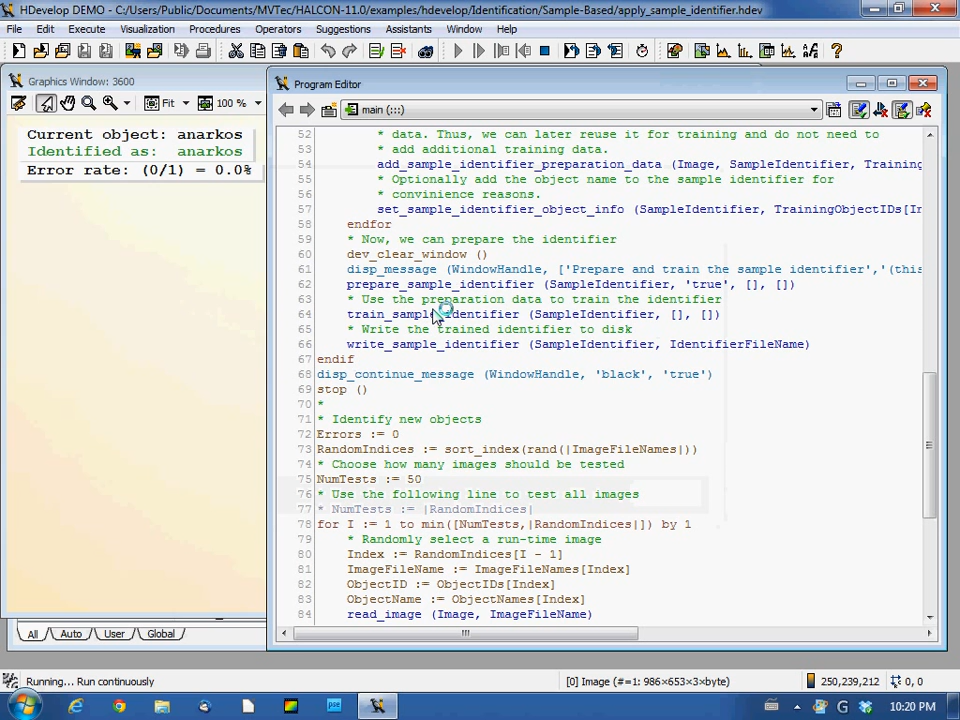 HDevelop DEMO - C:/Users/Public/Documents/MVTec/HALCON-11.0/examples/hdevelop/Identification/Sample-Based/apply_sample_identifier.hdev
File Edit Execute Visualization Procedures Operators Suggestions Assistants Window Help
Graphics Window: 3600
Fit 100 %
Current object: anarkos
Identified as: anarkos
Error rate: (0/1) = 0.0%
Program Editor
main (:::)
52 * data. Thus, we can later reuse it for training and do not need to
53 * add additional training data.
54 add_sample_identifier_preparation_data (Image, SampleIdentifier, Training
55 * Optionally add the object name to the sample identifier for
56 * convinience reasons.
57 set_sample_identifier_object_info (SampleIdentifier, TrainingObjectIDs[In
58 endfor
59 * Now, we can prepare the identifier
60 dev_clear_window ()
61 disp_message (WindowHandle, ['Prepare and train the sample identifier','(this
62 prepare_sample_identifier (SampleIdentifier, 'true', [], [])
63 * Use the preparation data to train the identifier
64 train_sample_identifier (SampleIdentifier, [], [])
65 * Write the trained identifier to disk
66 write_sample_identifier (SampleIdentifier, IdentifierFileName)
67 endif
68 disp_continue_message (WindowHandle, 'black', 'true')
69 stop ()
70 *
71 * Identify new objects
72 Errors := 0
73 RandomIndices := sort_index(rand(|ImageFileNames|))
74 * Choose how many images should be tested
75 NumTests := 50
76 * Use the following line to test all images
77 * NumTests := |RandomIndices|
78 for I := 1 to min([NumTests,|RandomIndices|]) by 1
79 * Randomly select a run-time image
80 Index := RandomIndices[I - 1]
81 ImageFileName := ImageFileNames[Index]
82 ObjectID := ObjectIDs[Index]
83 ObjectName := ObjectNames[Index]
84 read_image (Image, ImageFileName)
All Auto User Global
Running... Run continuously
[0] Image (#=1: 986×653×3×byte)
250,239,212
0, 0
pse
10:20 PM